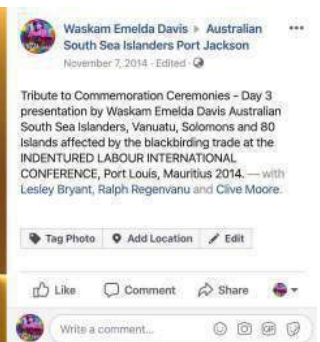 Waskam Emelda Davis ▸ Australian
South Sea Islanders Port Jackson
November 7, 2014 · Edited ·
Tribute to Commemoration Ceremonies - Day 3
presentation by Waskam Emelda Davis Australian
South Sea Islanders, Vanuatu, Solomons and 80
Islands affected by the blackbirding trade at the
INDENTURED LABOUR INTERNATIONAL
CONFERENCE, Port Louis, Mauritius 2014. — with
Lesley Bryant, Ralph Regenvanu and Clive Moore.
Tag Photo Add Location Edit
Like Comment Share
Write a comment... GIF